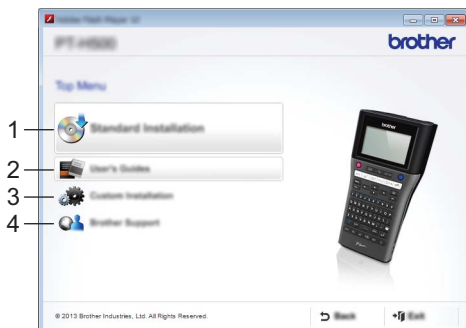 brother
Top Menu
1
Standard Installation
2
User's Guides
3
Custom Installation
4
Brother Support
brother
© 2013 Brother Industries, Ltd. All Rights Reserved.
Back
Exit